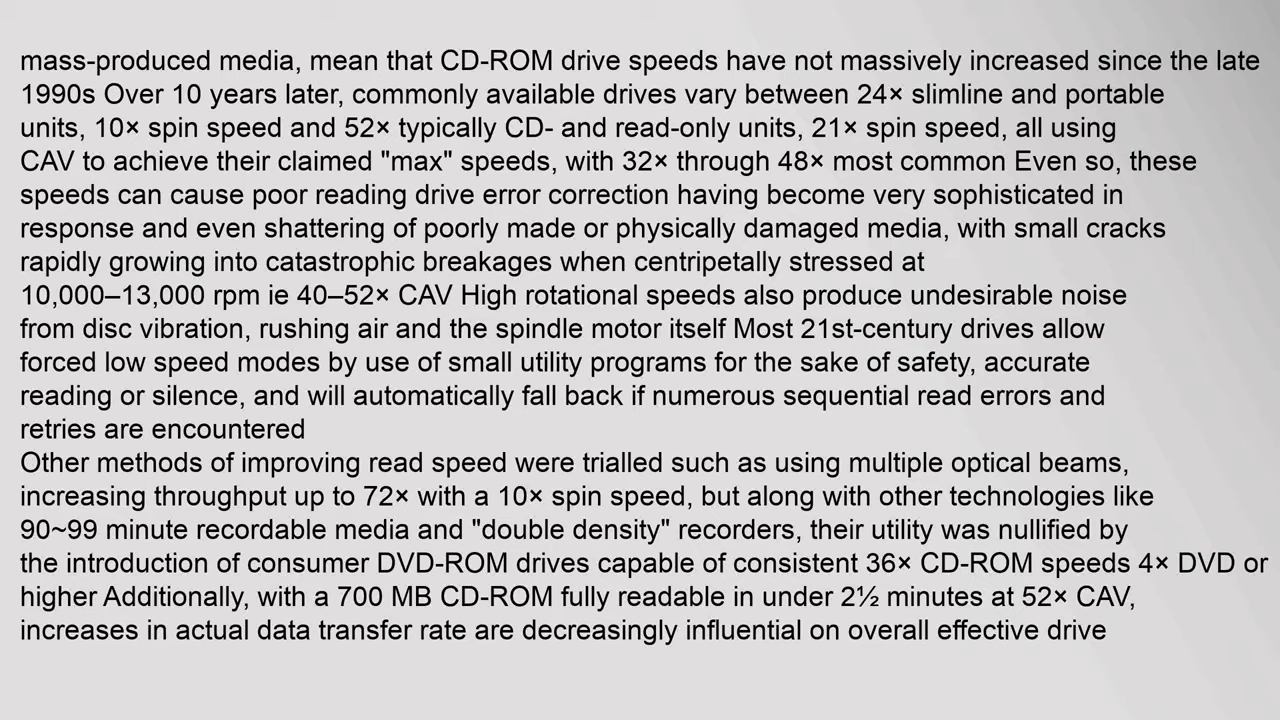 mass-produced media, mean that CD-ROM drive speeds have not massively increased since the late
1990s Over 10 years later, commonly available drives vary between 24× slimline and portable
units, 10× spin speed and 52× typically CD- and read-only units, 21× spin speed, all using
CAV to achieve their claimed "max" speeds, with 32× through 48× most common Even so, these
speeds can cause poor reading drive error correction having become very sophisticated in
response and even shattering of poorly made or physically damaged media, with small cracks
rapidly growing into catastrophic breakages when centripetally stressed at
10,000–13,000 rpm ie 40–52× CAV High rotational speeds also produce undesirable noise
from disc vibration, rushing air and the spindle motor itself Most 21st-century drives allow
forced low speed modes by use of small utility programs for the sake of safety, accurate
reading or silence, and will automatically fall back if numerous sequential read errors and
retries are encountered
Other methods of improving read speed were trialled such as using multiple optical beams,
increasing throughput up to 72× with a 10× spin speed, but along with other technologies like
90~99 minute recordable media and "double density" recorders, their utility was nullified by
the introduction of consumer DVD-ROM drives capable of consistent 36× CD-ROM speeds 4× DVD or
higher Additionally, with a 700 MB CD-ROM fully readable in under 2½ minutes at 52× CAV,
increases in actual data transfer rate are decreasingly influential on overall effective drive